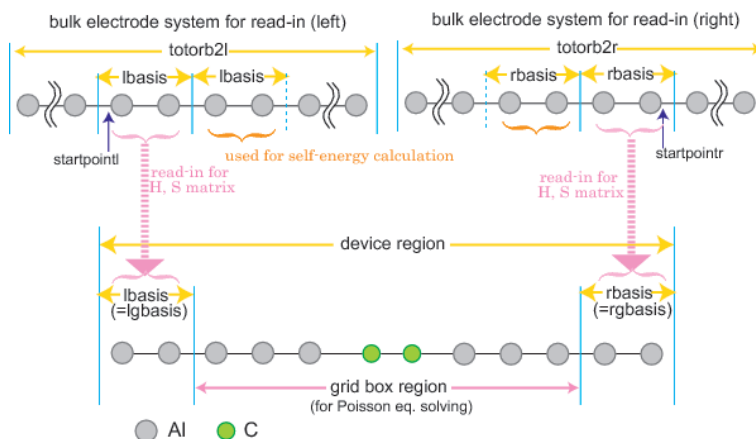 bulk electrode system for read-in (left)
bulk electrode system for read-in (right)
totorb2l
totorb2r
lbasis
lbasis
rbasis
rbasis
startpointl
used for self-energy calculation
startpointr
read-in for
H, S matrix
read-in for
H, S matrix
device region
lbasis
(=lgbasis)
rbasis
(=rgbasis)
grid box region
(for Poisson eq. solving)
Al
C